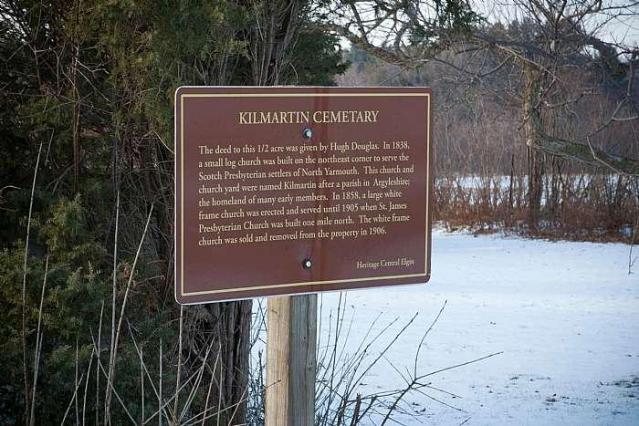 KILMARTIN CEMETARY
The deed to this 1/2 acre was given by Hugh Douglas. In 1838,
a small log church was built on the northeast corner to serve the
Scotch Presbyterian settlers of North Yarmouth. This church and
church yard were named Kilmartin after a parish in Argyleshire;
the homeland of many early members. In 1858, a large white
frame church was erected and served until 1905 when St. James
Presbyterian Church was built one mile north. The white frame
church was sold and removed from the property in 1906.
Heritage Central Elgin